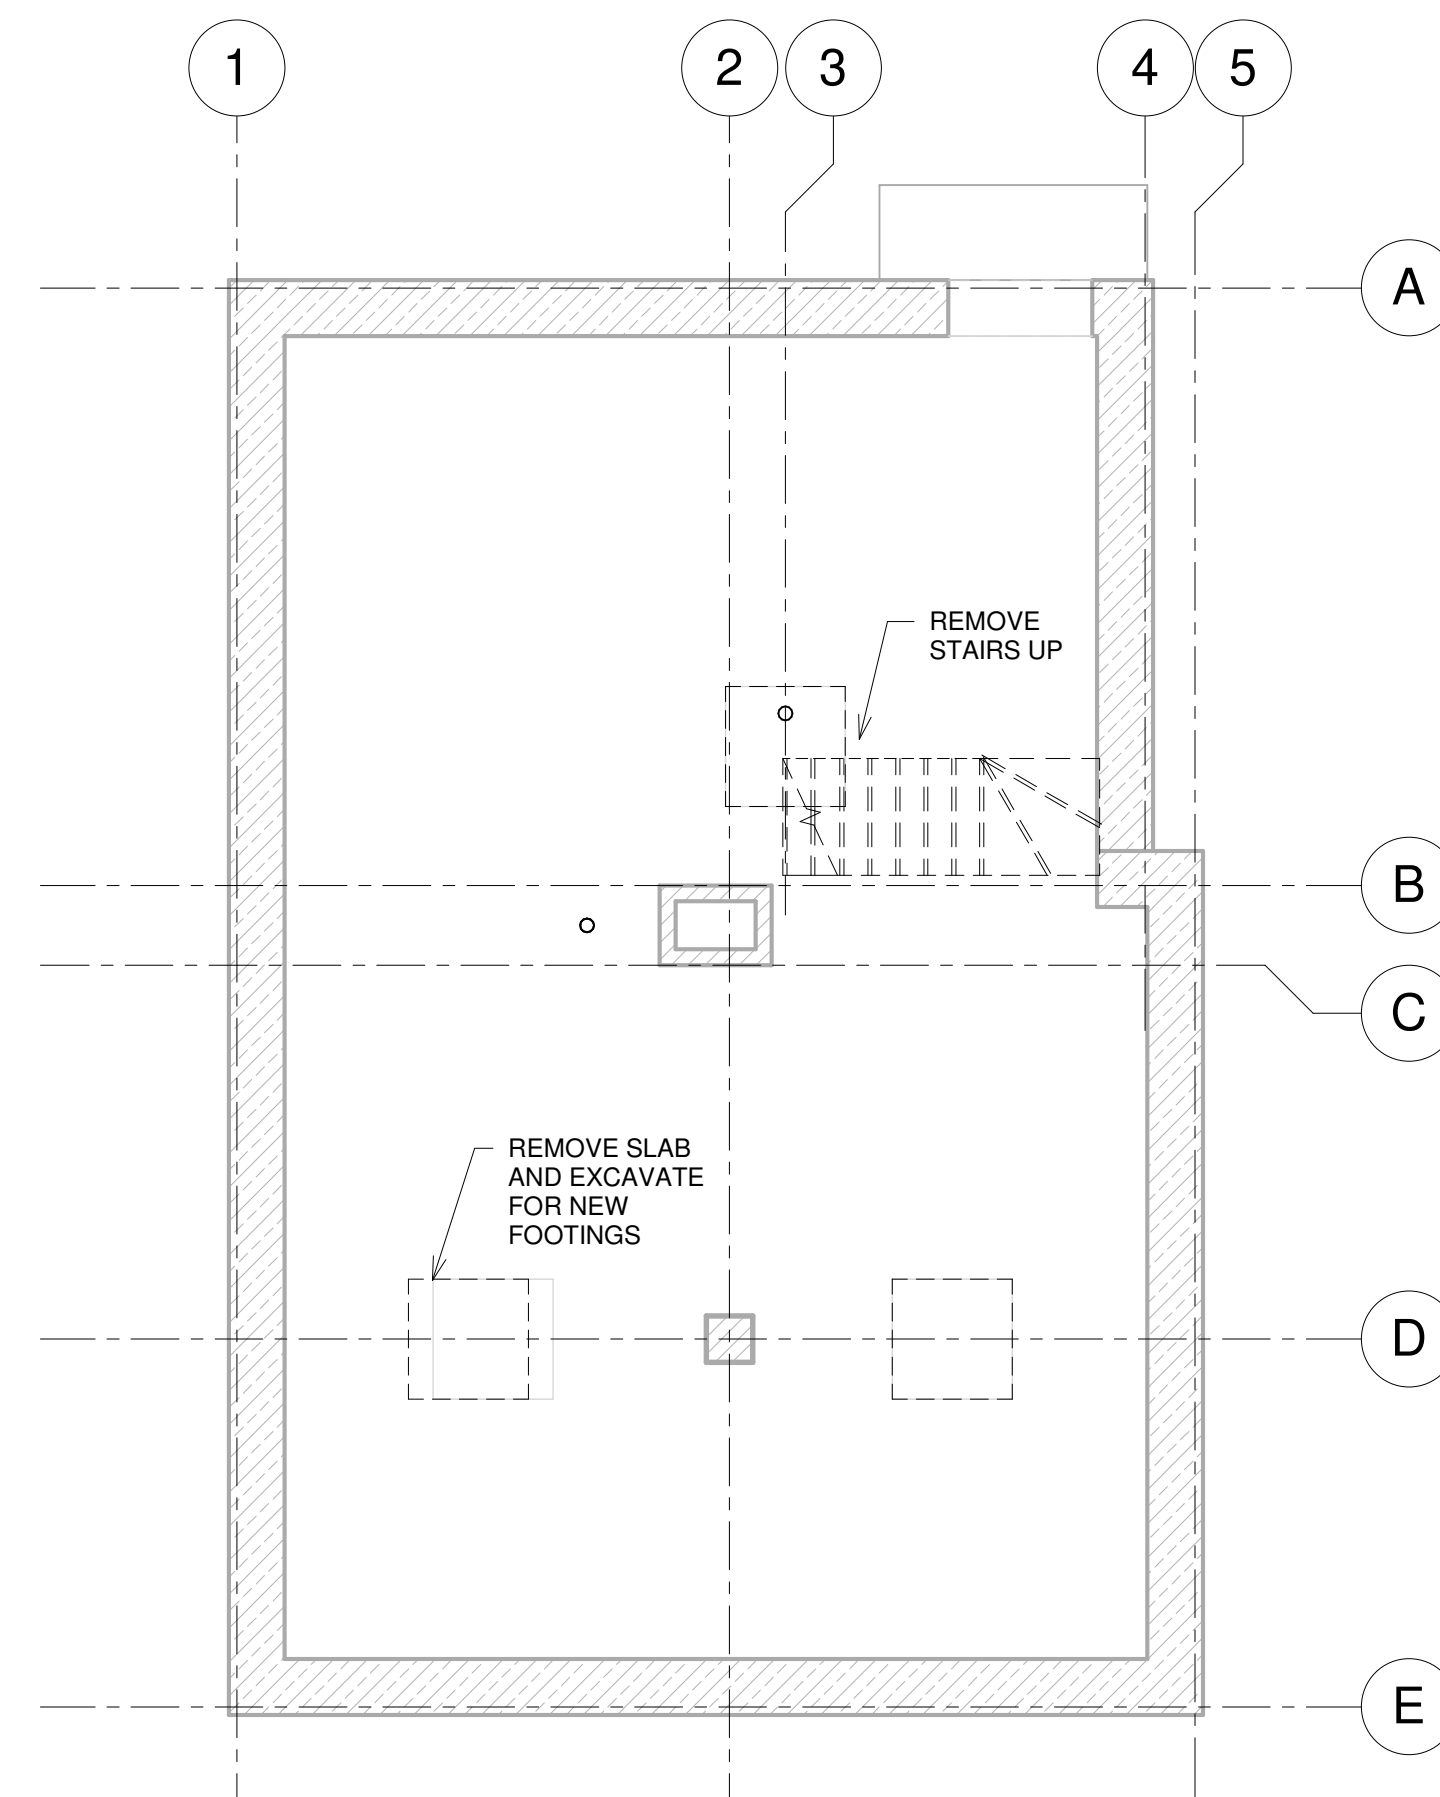 1
2
3
4
5
A
REMOVE
STAIRS UP
B
C
REMOVE SLAB
AND EXCAVATE
FOR NEW
FOOTINGS
D
E